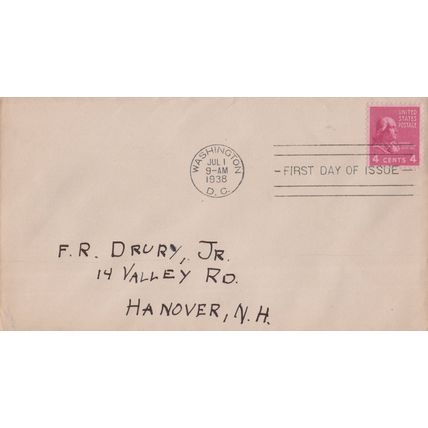 UNITED
STATES
POSTAGE
4 CENTS 4
WASHINGTON
JUL 1
9-AM
1938
D. C.
FIRST DAY OF ISSUE
F.R. DRURY, JR.
14 VALLEY RD.
HANOVER, N.H.